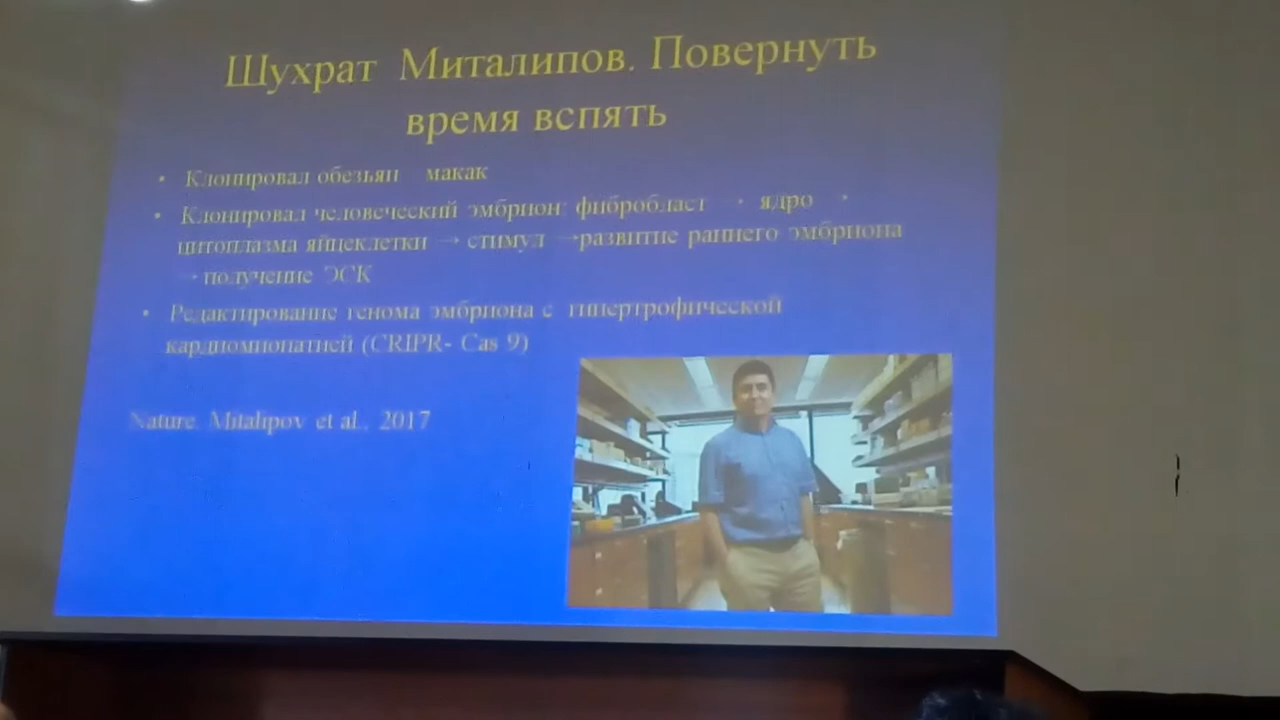 Шухрат Миталипов. Повернуть
время вспять
• Клонировал обезьян макак
• Клонировал человеческий эмбрион: фибробласт → ядро →
цитоплазма яйцеклетки → стимул →развитие раннего эмбриона
→ получение ЭСК
• Редактирование генома эмбриона с гипертрофической
кардиомиопатией (CRIPR- Cas 9)
Nature. Mitalipov et al., 2017